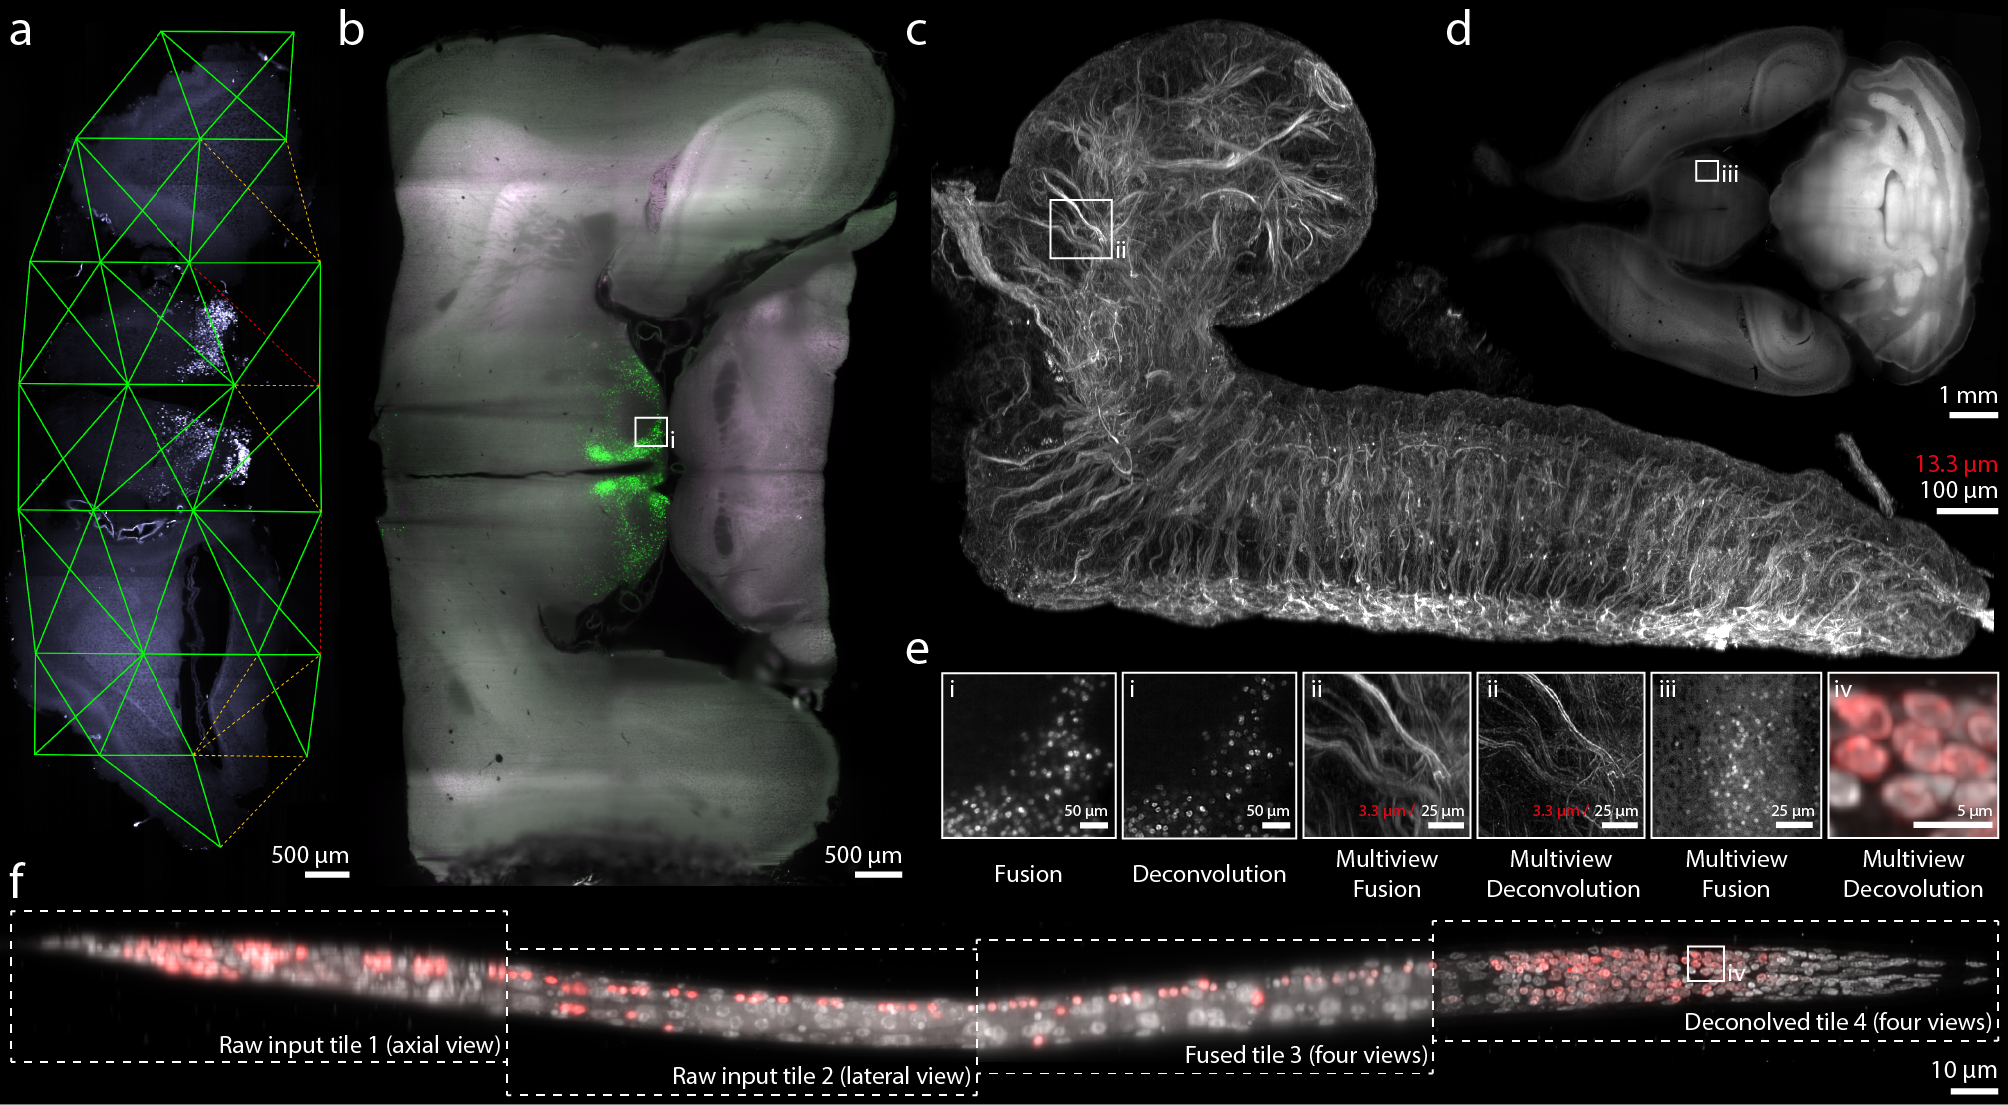 a
b
c
d
i
ii
iii
1 mm
13.3 µm
100 µm
500 µm
500 µm
e
i
i
ii
ii
iii
iv
50 µm
50 µm
3.3 µm / 25 µm
3.3 µm / 25 µm
25 µm
5 µm
Fusion
Deconvolution
Multiview
Fusion
Multiview
Deconvolution
Multiview
Fusion
Multiview
Decovolution
f
iv
Raw input tile 1 (axial view)
Raw input tile 2 (lateral view)
Fused tile 3 (four views)
Deconolved tile 4 (four views)
10 µm